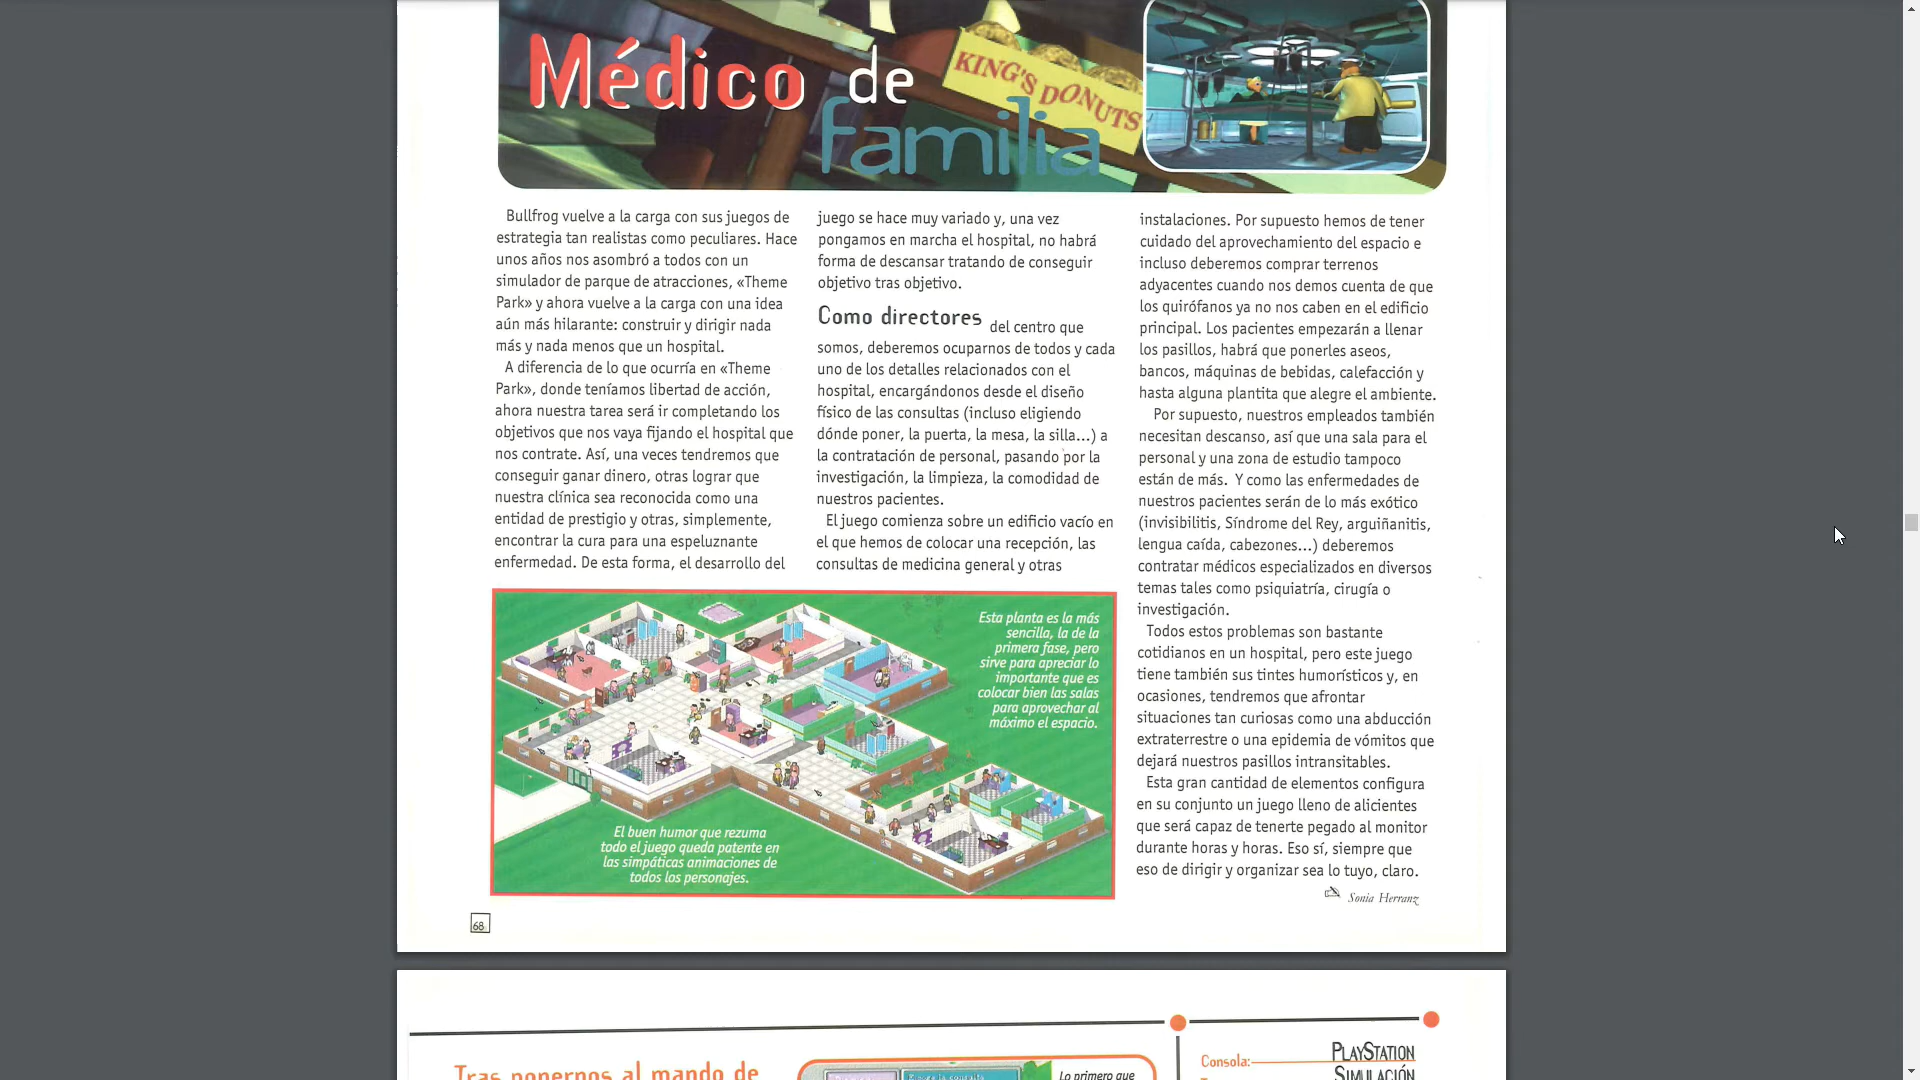 Médico de
familia
KING'S DONUTS
Bullfrog vuelve a la carga con sus juegos de
estrategia tan realistas como peculiares. Hace
unos años nos asombró a todos con un
simulador de parque de atracciones, «Theme
Park» y ahora vuelve a la carga con una idea
aún más hilarante: construir y dirigir nada
más y nada menos que un hospital.
A diferencia de lo que ocurría en «Theme
Park», donde teníamos libertad de acción,
ahora nuestra tarea será ir completando los
objetivos que nos vaya fijando el hospital que
nos contrate. Así, una veces tendremos que
conseguir ganar dinero, otras lograr que
nuestra clínica sea reconocida como una
entidad de prestigio y otras, simplemente,
encontrar la cura para una espeluznante
enfermedad. De esta forma, el desarrollo del
juego se hace muy variado y, una vez
pongamos en marcha el hospital, no habrá
forma de descansar tratando de conseguir
objetivo tras objetivo.
Como directores del centro que
somos, deberemos ocuparnos de todos y cada
uno de los detalles relacionados con el
hospital, encargándonos desde el diseño
físico de las consultas (incluso eligiendo
dónde poner, la puerta, la mesa, la silla...) a
la contratación de personal, pasando por la
investigación, la limpieza, la comodidad de
nuestros pacientes.
El juego comienza sobre un edificio vacío en
el que hemos de colocar una recepción, las
consultas de medicina general y otras
instalaciones. Por supuesto hemos de tener
cuidado del aprovechamiento del espacio e
incluso deberemos comprar terrenos
adyacentes cuando nos demos cuenta de que
los quirófanos ya no nos caben en el edificio
principal. Los pacientes empezarán a llenar
los pasillos, habrá que ponerles aseos,
bancos, máquinas de bebidas, calefacción y
hasta alguna plantita que alegre el ambiente.
Por supuesto, nuestros empleados también
necesitan descanso, así que una sala para el
personal y una zona de estudio tampoco
están de más. Y como las enfermedades de
nuestros pacientes serán de lo más exótico
(invisibilitis, Síndrome del Rey, arguiñanitis,
lengua caída, cabezones...) deberemos
contratar médicos especializados en diversos
temas tales como psiquiatría, cirugía o
investigación.
Todos estos problemas son bastante
cotidianos en un hospital, pero este juego
tiene también sus tintes humorísticos y, en
ocasiones, tendremos que afrontar
situaciones tan curiosas como una abducción
extraterrestre o una epidemia de vómitos que
dejará nuestros pasillos intransitables.
Esta gran cantidad de elementos configura
en su conjunto un juego lleno de alicientes
que será capaz de tenerte pegado al monitor
durante horas y horas. Eso sí, siempre que
eso de dirigir y organizar sea lo tuyo, claro.
Sonia Herranz
Esta planta es la más
sencilla, la de la
primera fase, pero
sirve para apreciar lo
importante que es
colocar bien las salas
para aprovechar al
máximo el espacio.
El buen humor que rezuma
todo el juego queda patente en
las simpáticas animaciones de
todos los personajes.
68
Tras ponernos al mando de
Lo primero que
Consola: PLAYSTATION
SIMULACIÓN